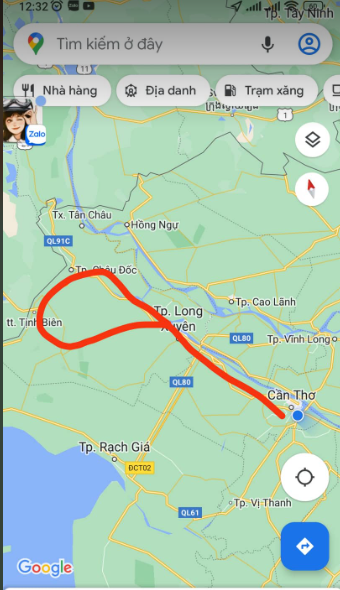 12:32
Tp. Tây Ninh
Tìm kiếm ở đây
Nhà hàng
Địa danh
Trạm xăng
Zalo
1
1
Tx. Tân Châu
Hồng Ngự
QL91C
Tp. Châu Đốc
Tp. Long Xuyên
Tp. Cao Lãnh
tt. Tịnh Biên
QL80
Tp. Vĩnh Long
QL80
Cần Thơ
Tp. Rạch Giá
ĐCT02
QL61
Tp. Vị Thanh
Google